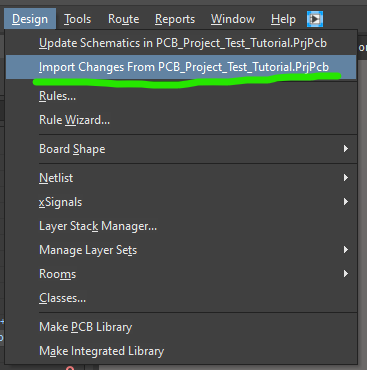 Design Tools Route Reports Window Help
Update Schematics in PCB_Project_Test_Tutorial.PrjPcb
Import Changes From PCB_Project_Test_Tutorial.PrjPcb
Rules...
Rule Wizard...
Board Shape
Netlist
xSignals
Layer Stack Manager...
Manage Layer Sets
Rooms
Classes...
Make PCB Library
Make Integrated Library